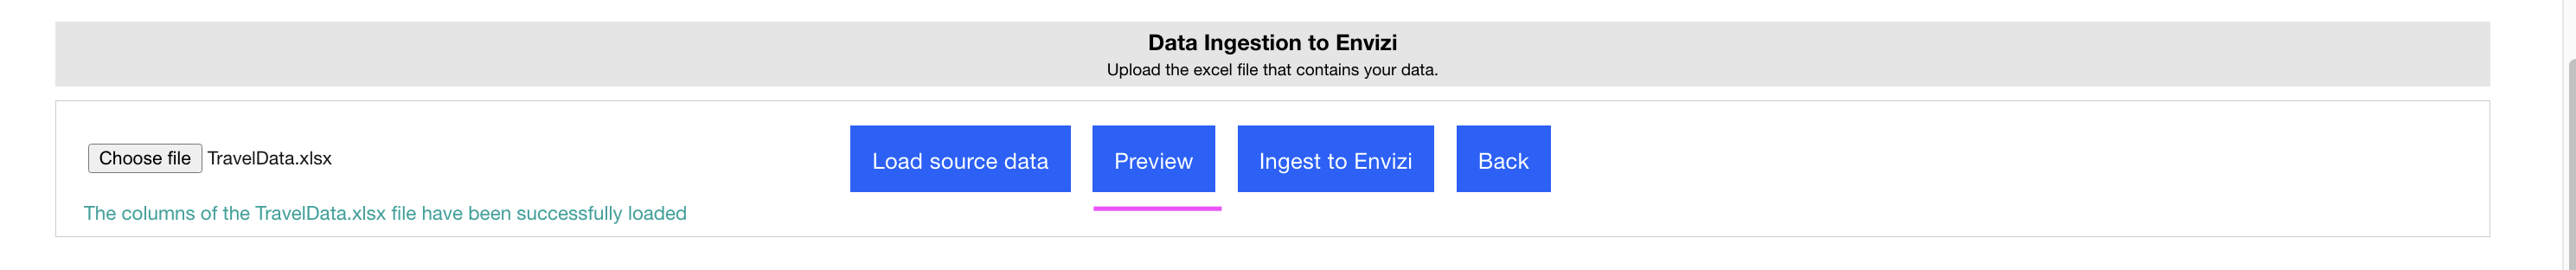 Data Ingestion to Envizi
Upload the excel file that contains your data.
Choose file TravelData.xlsx
Load source data Preview Ingest to Envizi Back
The columns of the TravelData.xlsx file have been successfully loaded